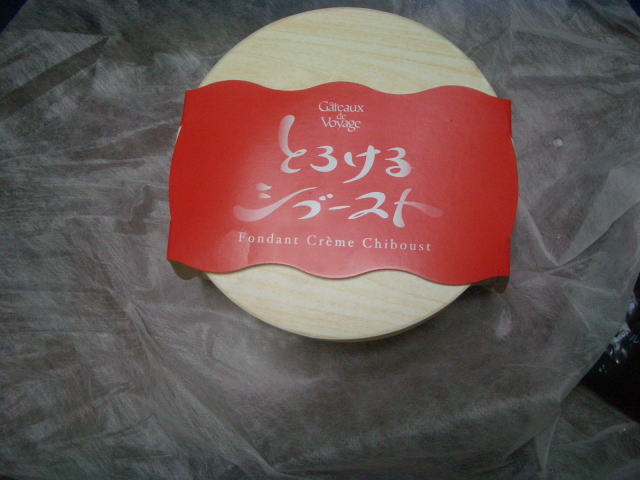 Gâteaux
de
Voyage
とろける
シブースト
Fondant Crème Chiboust